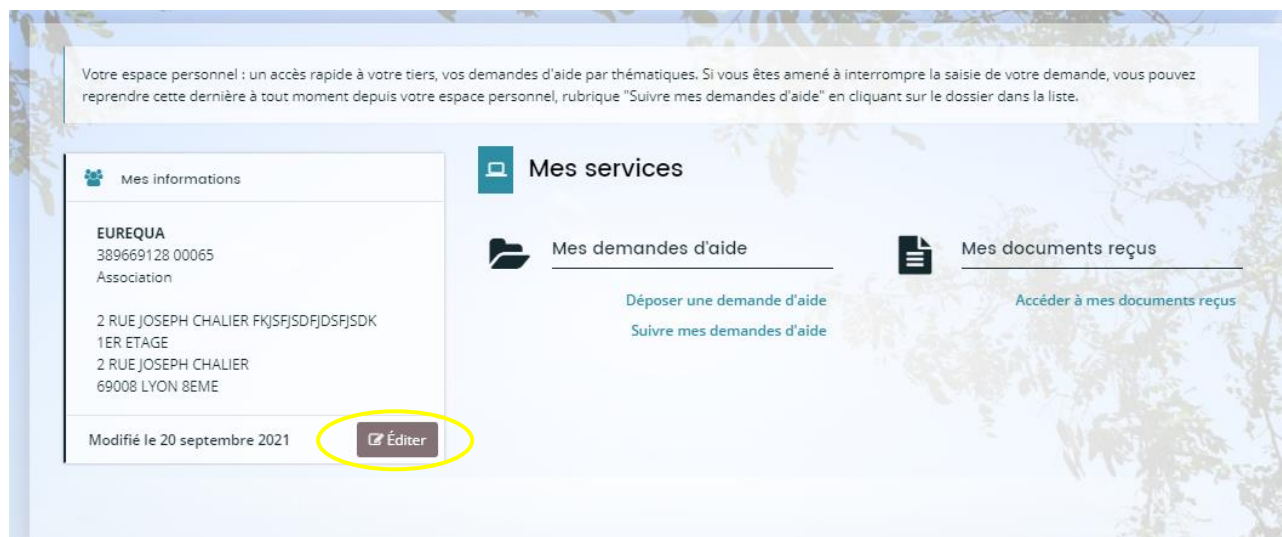 Votre espace personnel : un accès rapide à votre tiers, vos demandes d'aide par thématiques. Si vous êtes amené à interrompre la saisie de votre demande, vous pouvez
reprendre cette dernière à tout moment depuis votre espace personnel, rubrique "Suivre mes demandes d'aide" en cliquant sur le dossier dans la liste.
Mes informations
EUREQUA
389669128 00065
Association
2 RUE JOSEPH CHALIER FKJSFJSDFJDSFJSDK
1ER ETAGE
2 RUE JOSEPH CHALIER
69008 LYON 8EME
Modifié le 20 septembre 2021
Éditer
Mes services
Mes demandes d'aide
Déposer une demande d'aide
Suivre mes demandes d'aide
Mes documents reçus
Accéder à mes documents reçus